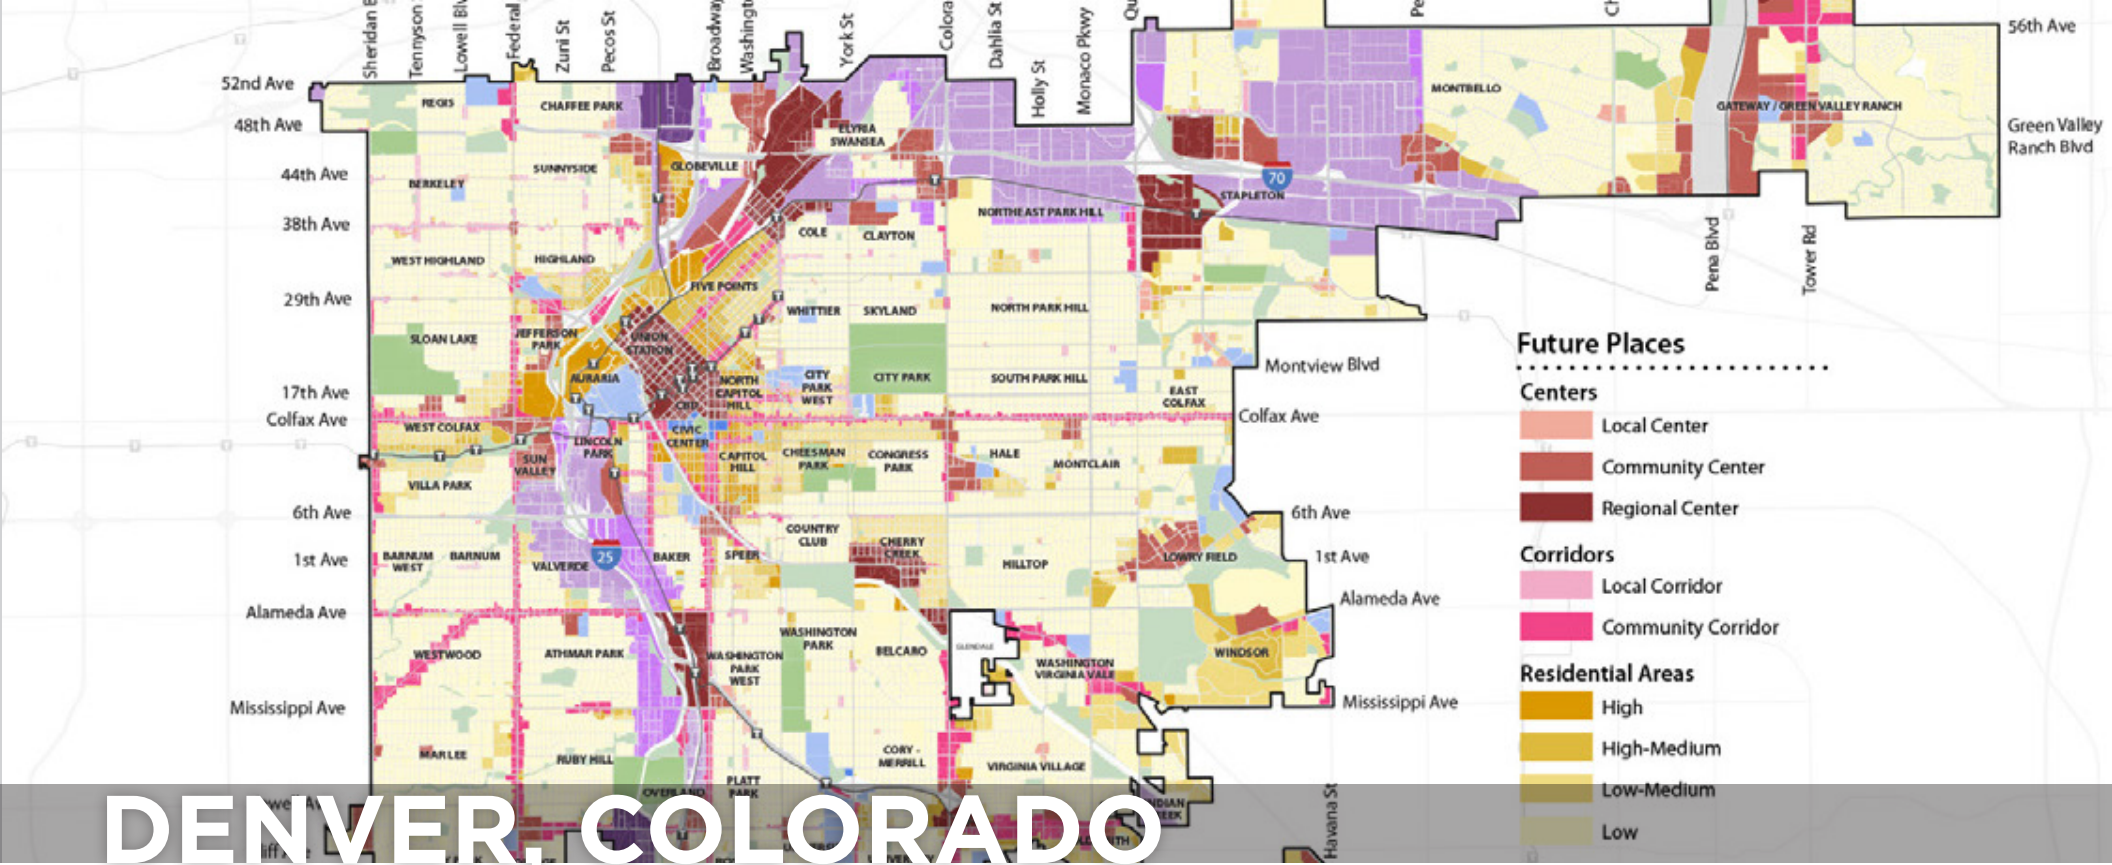 Sheridan B
Tennyson
Lowell Blv
Federal
Zuni St
Pecos St
Broadway
Washingt
York St
Colora
Dahlia St
Holly St
Monaco Pkwy
Qu
Pe
Ch
56th Ave
52nd Ave
REGIS
CHAFFEE PARK
MONTBELLO
GATEWAY / GREEN VALLEY RANCH
48th Ave
ELYRIA
SWANSEA
Green Valley
Ranch Blvd
44th Ave
SUNNYSIDE
GLOBEVILLE
BERKELEY
70
STAPLETON
38th Ave
NORTHEAST PARK HILL
COLE
CLAYTON
Pena Blvd
Tower Rd
WEST HIGHLAND
HIGHLAND
29th Ave
FIVE POINTS
WHITTIER
SKYLAND
NORTH PARK HILL
SLOAN LAKE
JEFFERSON
PARK
UNION
STATION
Future Places
Montview Blvd
17th Ave
AURARIA
NORTH
CAPITOL
HILL
CITY
PARK
WEST
CITY PARK
SOUTH PARK HILL
EAST
COLFAX
Centers
CBD
Colfax Ave
Colfax Ave
Local Center
WEST COLFAX
LINCOLN
PARK
CIVIC
CENTER
SUN
VALLEY
CAPITOL
HILL
CHEESMAN
PARK
CONGRESS
PARK
HALE
MONTCLAIR
Community Center
VILLA PARK
6th Ave
6th Ave
Regional Center
COUNTRY
CLUB
CHERRY
CREEK
1st Ave
BARNUM
WEST
BARNUM
VALVERDE
25
BAKER
SPEER
HILLTOP
LOWRY FIELD
1st Ave
Corridors
Local Corridor
Alameda Ave
Alameda Ave
Community Corridor
WESTWOOD
ATHMAR PARK
WASHINGTON
PARK
WEST
WASHINGTON
PARK
BELCARO
GLENDALE
WASHINGTON
VIRGINIA VALE
WINDSOR
Residential Areas
Mississippi Ave
Mississippi Ave
High
MAR LEE
RUBY HILL
CORY -
MERRILL
VIRGINIA VILLAGE
High-Medium
PLATT
PARK
OVERLAND
Low-Medium
Havana St
Low
DENVER, COLORADO